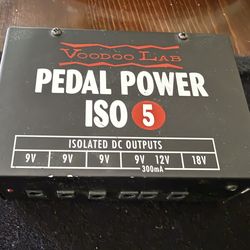 VOODOO LAB
PEDAL POWER
ISO 5
ISOLATED DC OUTPUTS
9V 9V 9V 9V 12V 18V
300mA